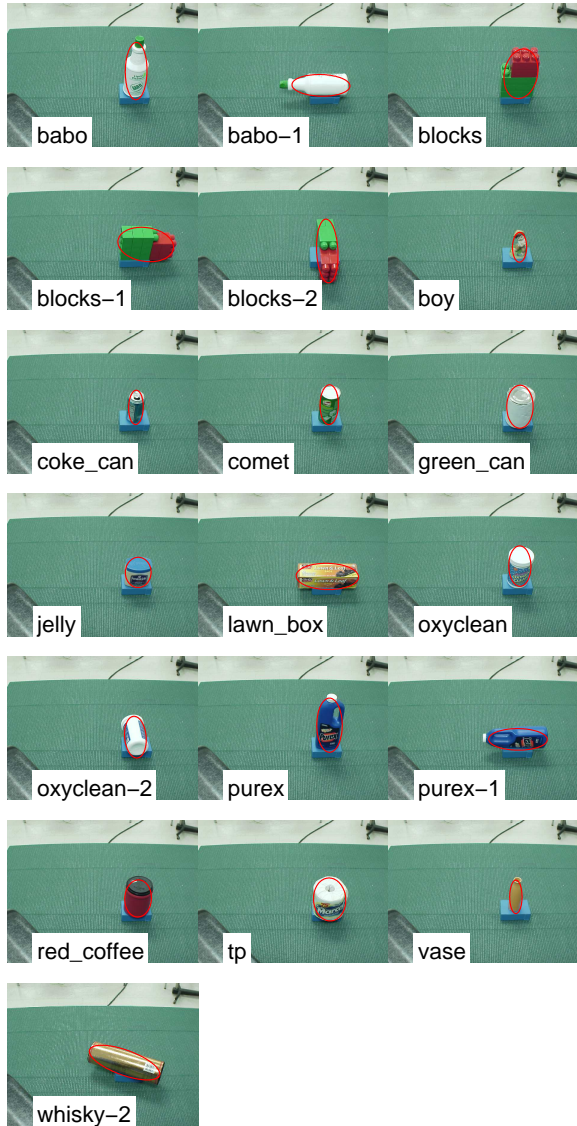 babo
babo−1
blocks
blocks−1
blocks−2
boy
coke_can
comet
green_can
jelly
lawn_box
oxyclean
oxyclean−2
purex
purex−1
red_coffee
tp
vase
whisky−2